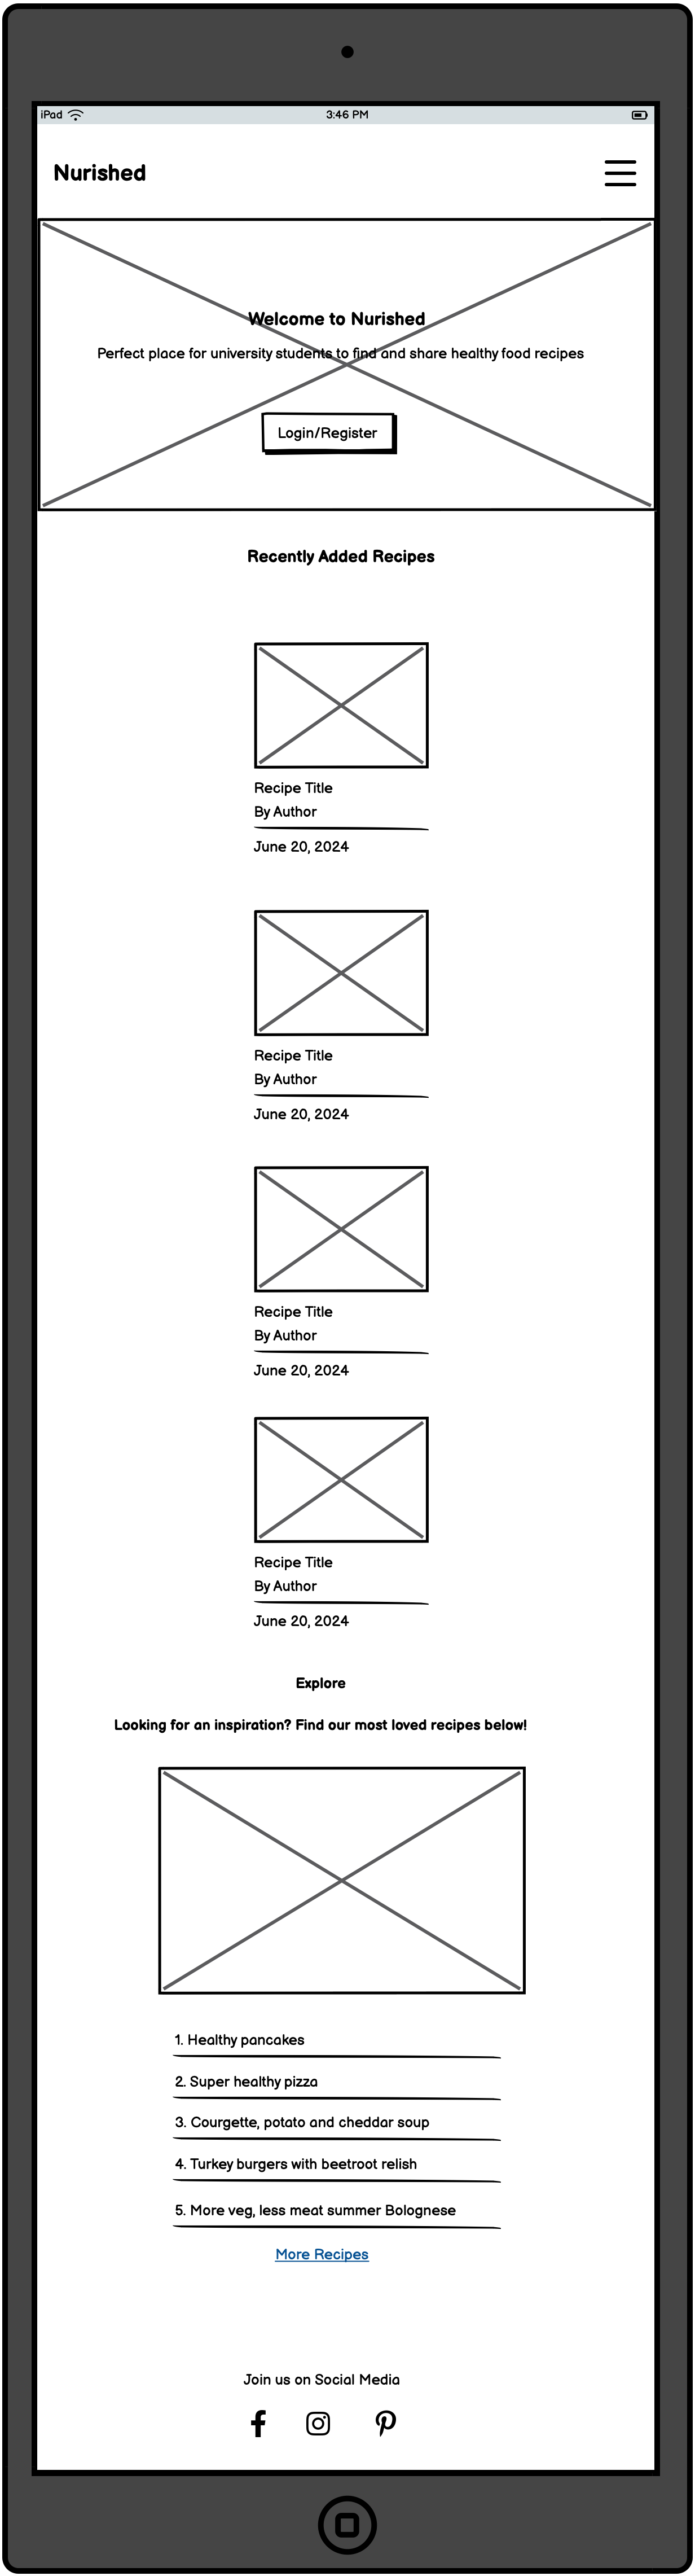 iPad
3:46 PM
Nurished
Welcome to Nurished
Perfect place for university students to find and share healthy food recipes
Login/Register
Recently Added Recipes
Recipe Title
By Author
June 20, 2024
Recipe Title
By Author
June 20, 2024
Recipe Title
By Author
June 20, 2024
Recipe Title
By Author
June 20, 2024
Explore
Looking for an inspiration? Find our most loved recipes below!
1. Healthy pancakes
2. Super healthy pizza
3. Courgette, potato and cheddar soup
4. Turkey burgers with beetroot relish
5. More veg, less meat summer Bolognese
More Recipes
Join us on Social Media